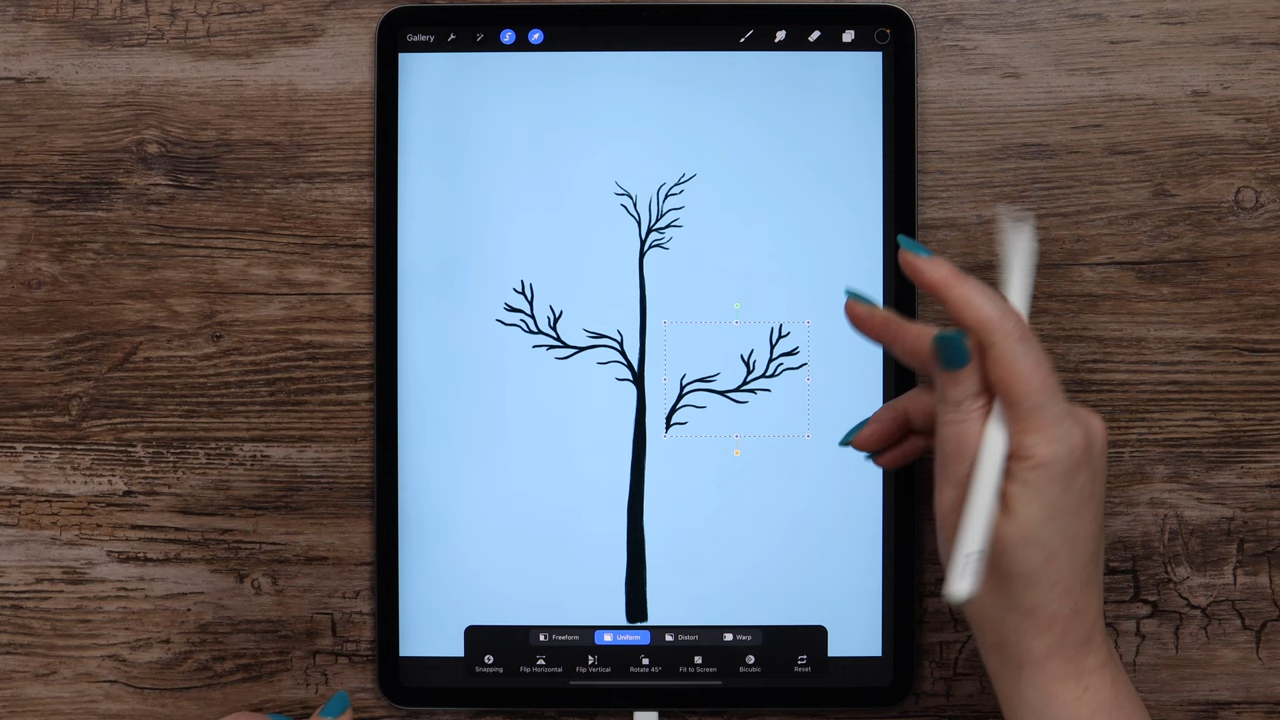 Gallery
Freeform Uniform Distort Warp
Snapping Flip Horizontal Flip Vertical Rotate 45° Fit to Screen Bicubic Reset